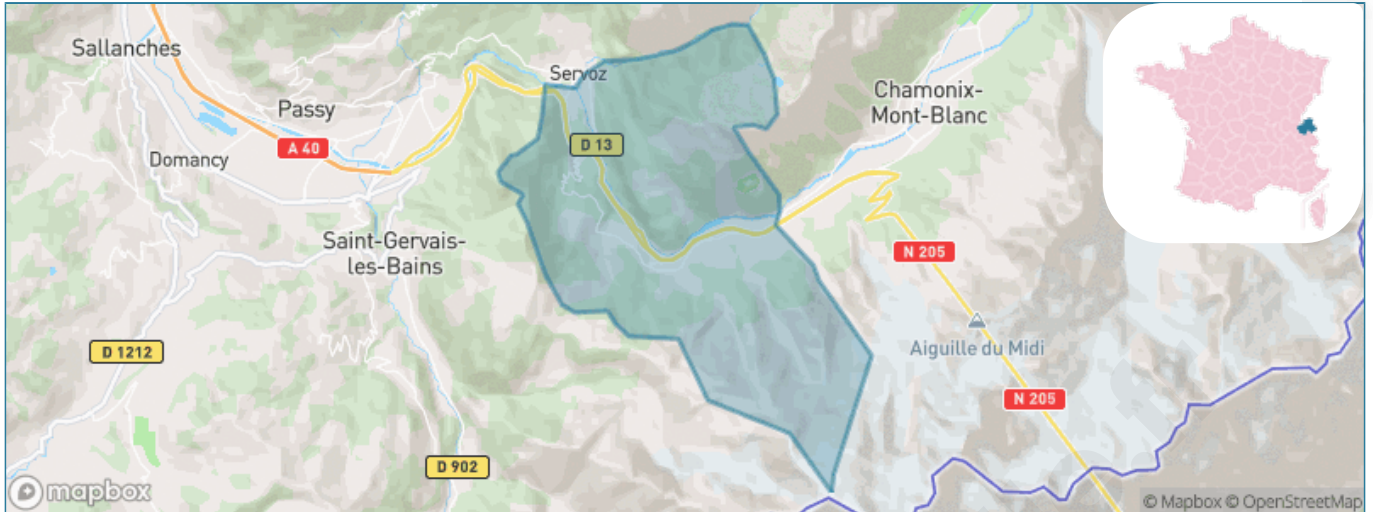 Sallanches
Servoz
Passy
Chamonix-
Mont-Blanc
A 40
D 13
Domancy
Saint-Gervais-
les-Bains
N 205
D 1212
Aiguille du Midi
N 205
D 902
mapbox
© Mapbox © OpenStreetMap